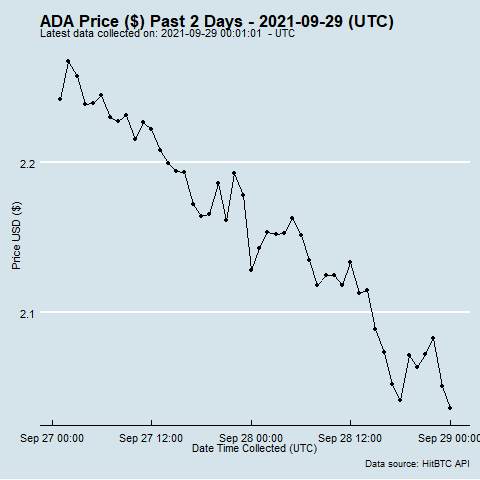 ADA Price ($) Past 2 Days - 2021-09-29 (UTC)
Latest data collected on: 2021-09-29 00:01:01 - UTC
2.2
Price USD ($)
2.1
Sep 27 00:00 Sep 27 12:00 Sep 28 00:00 Sep 28 12:00 Sep 29 00:00
Date Time Collected (UTC)
Data source: HitBTC API